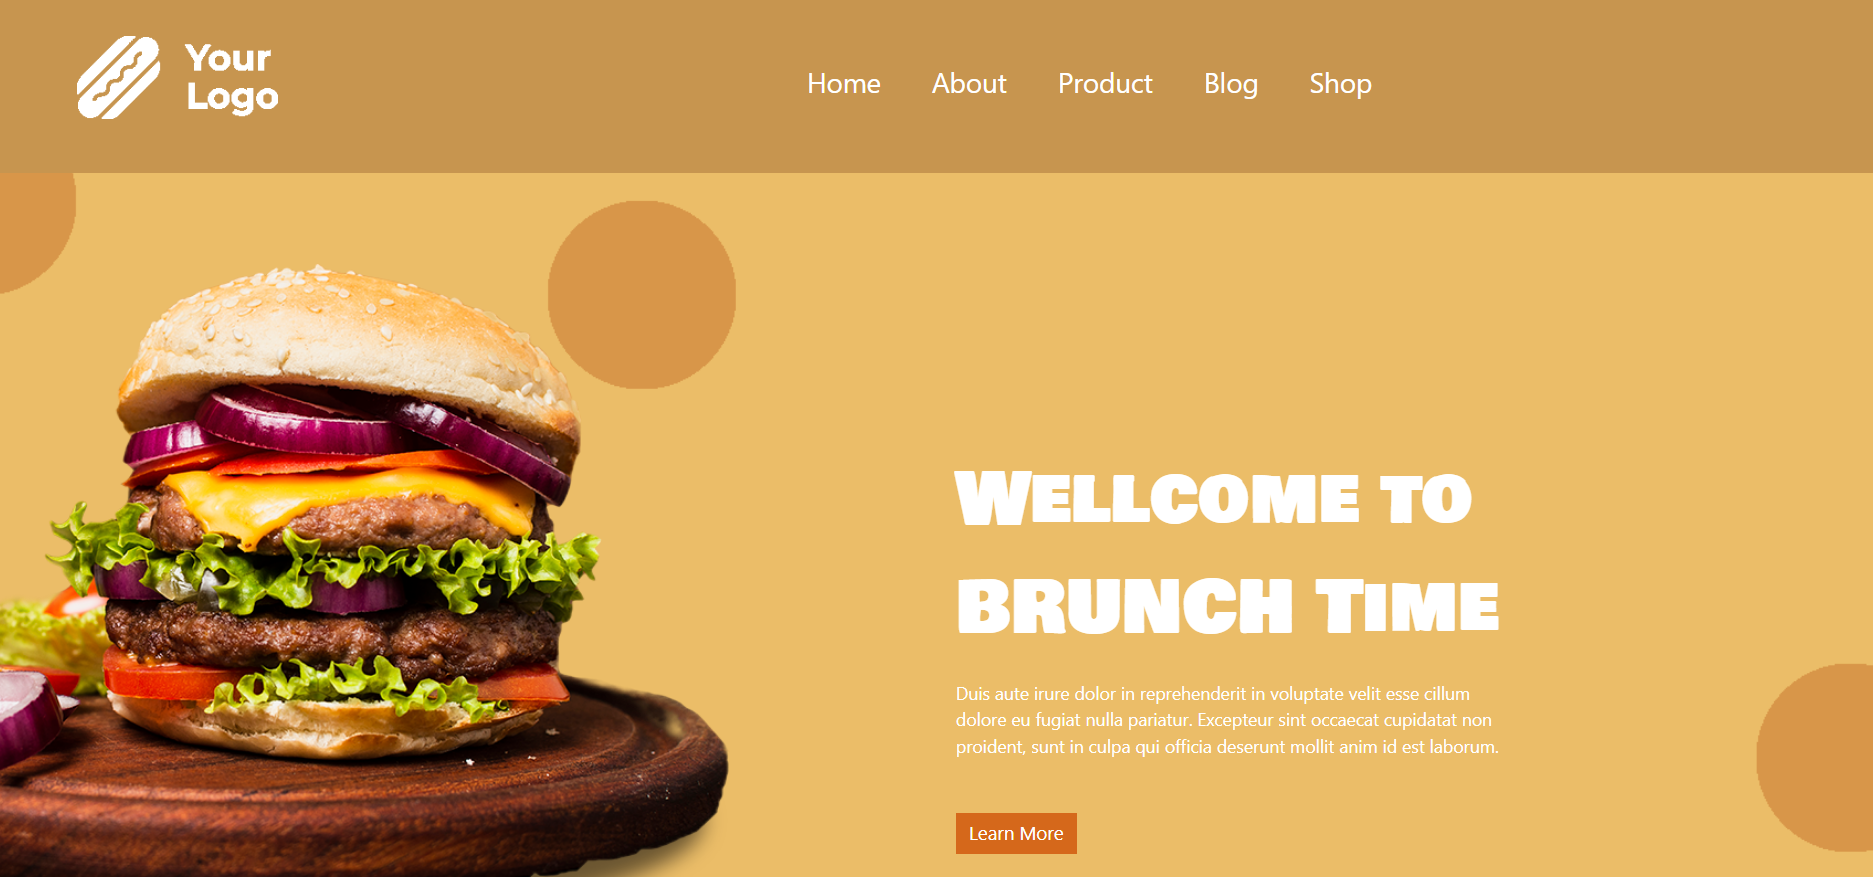 Your
Logo
Home About Product Blog Shop
Wellcome to
BRUNCH Time
Duis aute irure dolor in reprehenderit in voluptate velit esse cillum
dolore eu fugiat nulla pariatur. Excepteur sint occaecat cupidatat non
proident, sunt in culpa qui officia deserunt mollit anim id est laborum.
Learn More